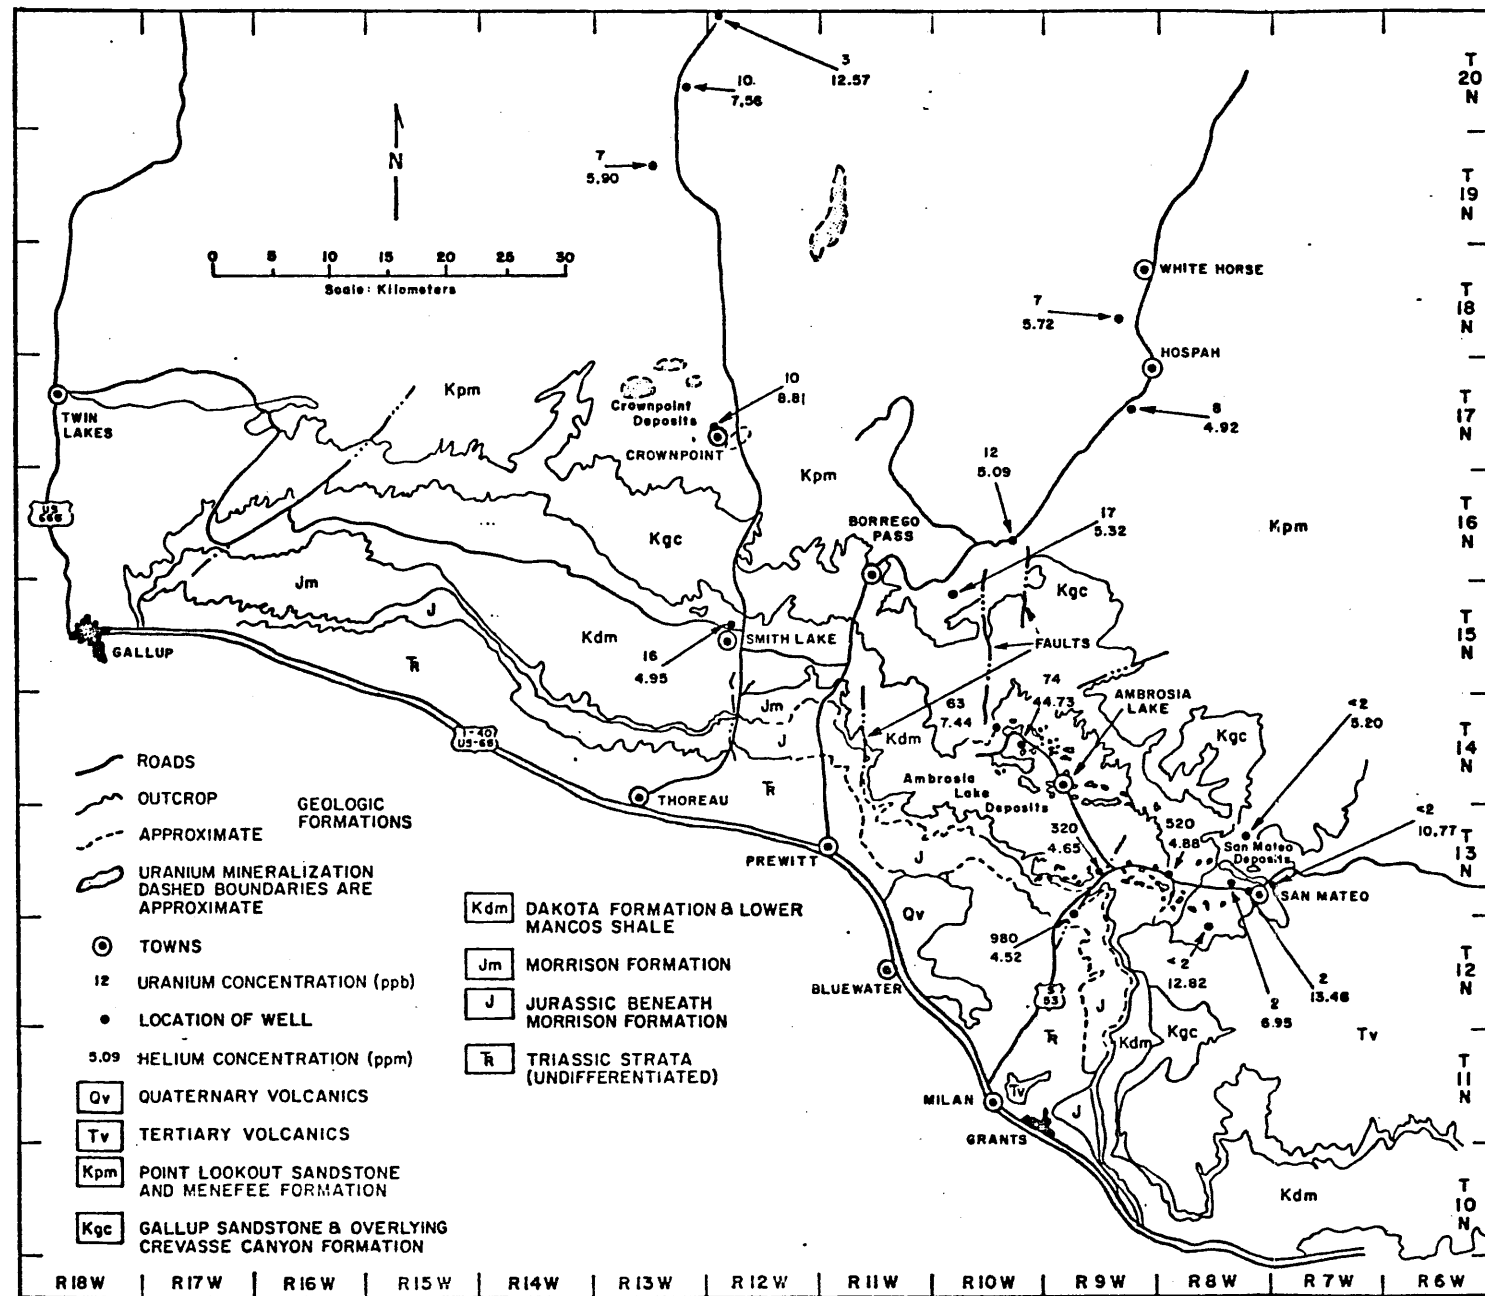 3
12.57
10.
7,56
T
20
N
N
7
5.90
T
19
N
0 5 10 15 20 25 30
Scale: Kilometers
WHITE HORSE
7
5.72
T
18
N
HOSPAH
Kpm
10
8.81
Crownpoint
Deposits
CROWNPOINT
TWIN
LAKES
8
4.92
T
17
N
12
5.09
Kpm
US
666
17
5.32
BORREGO
PASS
Kpm
T
16
N
Kgc
Jm
J
Kgc
Kdm
SMITH LAKE
GALLUP
TR
16
4.95
FAULTS
T
15
N
74
44.73
63
7.44
AMBROSIA
LAKE
<2
5.20
Jm
J
Kdm
Kgc
I-40
US-66
T
14
N
Ambrosia
Lake
Deposits
THOREAU
TR
ROADS
OUTCROP
APPROXIMATE
GEOLOGIC
FORMATIONS
320
4.65
520
4.88
<2
10.77
San Mateo
Deposits
T
13
N
PREWITT
J
SAN MATEO
URANIUM MINERALIZATION
DASHED BOUNDARIES ARE
APPROXIMATE
TOWNS
12 URANIUM CONCENTRATION (ppb)
LOCATION OF WELL
5.09 HELIUM CONCENTRATION (ppm)
Qv QUATERNARY VOLCANICS
Tv TERTIARY VOLCANICS
Kpm POINT LOOKOUT SANDSTONE
AND MENEFEE FORMATION
Kgc GALLUP SANDSTONE & OVERLYING
CREVASSE CANYON FORMATION
Kdm DAKOTA FORMATION & LOWER
MANCOS SHALE
Jm MORRISON FORMATION
J JURASSIC BENEATH
MORRISON FORMATION
TR TRIASSIC STRATA
(UNDIFFERENTIATED)
Qv
980
4.52
<2
12.82
2
6.95
2
13.46
T
12
N
BLUEWATER
53
J
TR
Kdm
Kgc
Tv
T
11
N
MILAN
Tv
J
GRANTS
Kdm
T
10
N
R18W R17W R16W R15W R14W R13W R12W R11W R10W R9W R8W R7W R6W